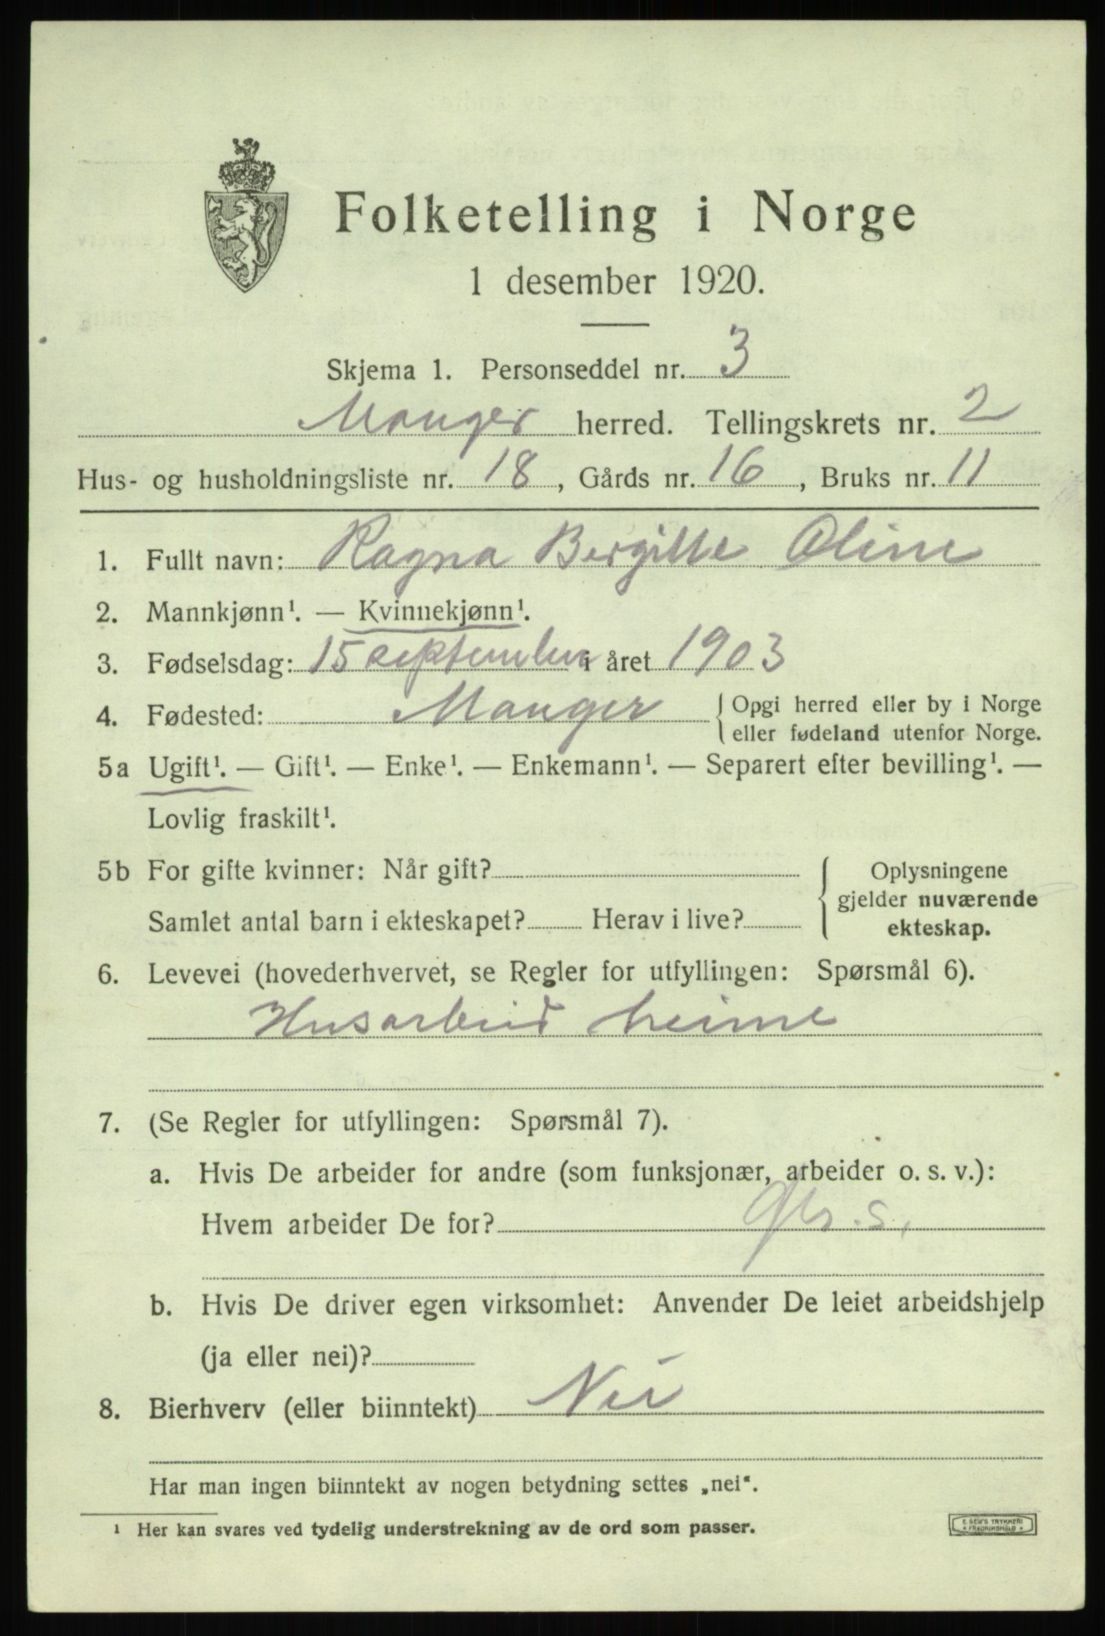 Folketelling i Norge
1 desember 1920.
Skjema 1. Personseddel nr. 3
Manger herred. Tellingskrets nr. 2
Hus- og husholdningsliste nr. 18, Gårds nr. 16, Bruks nr. 11
1. Fullt navn: Ragna Bergitte Oline
2. Mannkjønn¹. — Kvinnekjønn¹.
3. Fødselsdag: 15 september i året 1903
4. Fødested: Manger { Opgi herred eller by i Norge
eller fødeland utenfor Norge.
5a Ugift¹. — Gift¹. — Enke¹. — Enkemann¹. — Separert efter bevilling¹. —
Lovlig fraskilt¹.
5b For gifte kvinner: Når gift? { Oplysningene
gjelder nuværende
Samlet antal barn i ekteskapet? Herav i live?
ekteskap.
6. Levevei (hovederhvervet, se Regler for utfyllingen: Spørsmål 6).
Husarbeid heime
7. (Se Regler for utfyllingen: Spørsmål 7).
a. Hvis De arbeider for andre (som funksjonær, arbeider o. s. v.):
Hvem arbeider De for?
b. Hvis De driver egen virksomhet: Anvender De leiet arbeidshjelp
(ja eller nei)?
8. Bierhverv (eller biinntekt) Nei
Har man ingen biinntekt av nogen betydning settes „nei“.
¹ Her kan svares ved tydelig understrekning av de ord som passer.